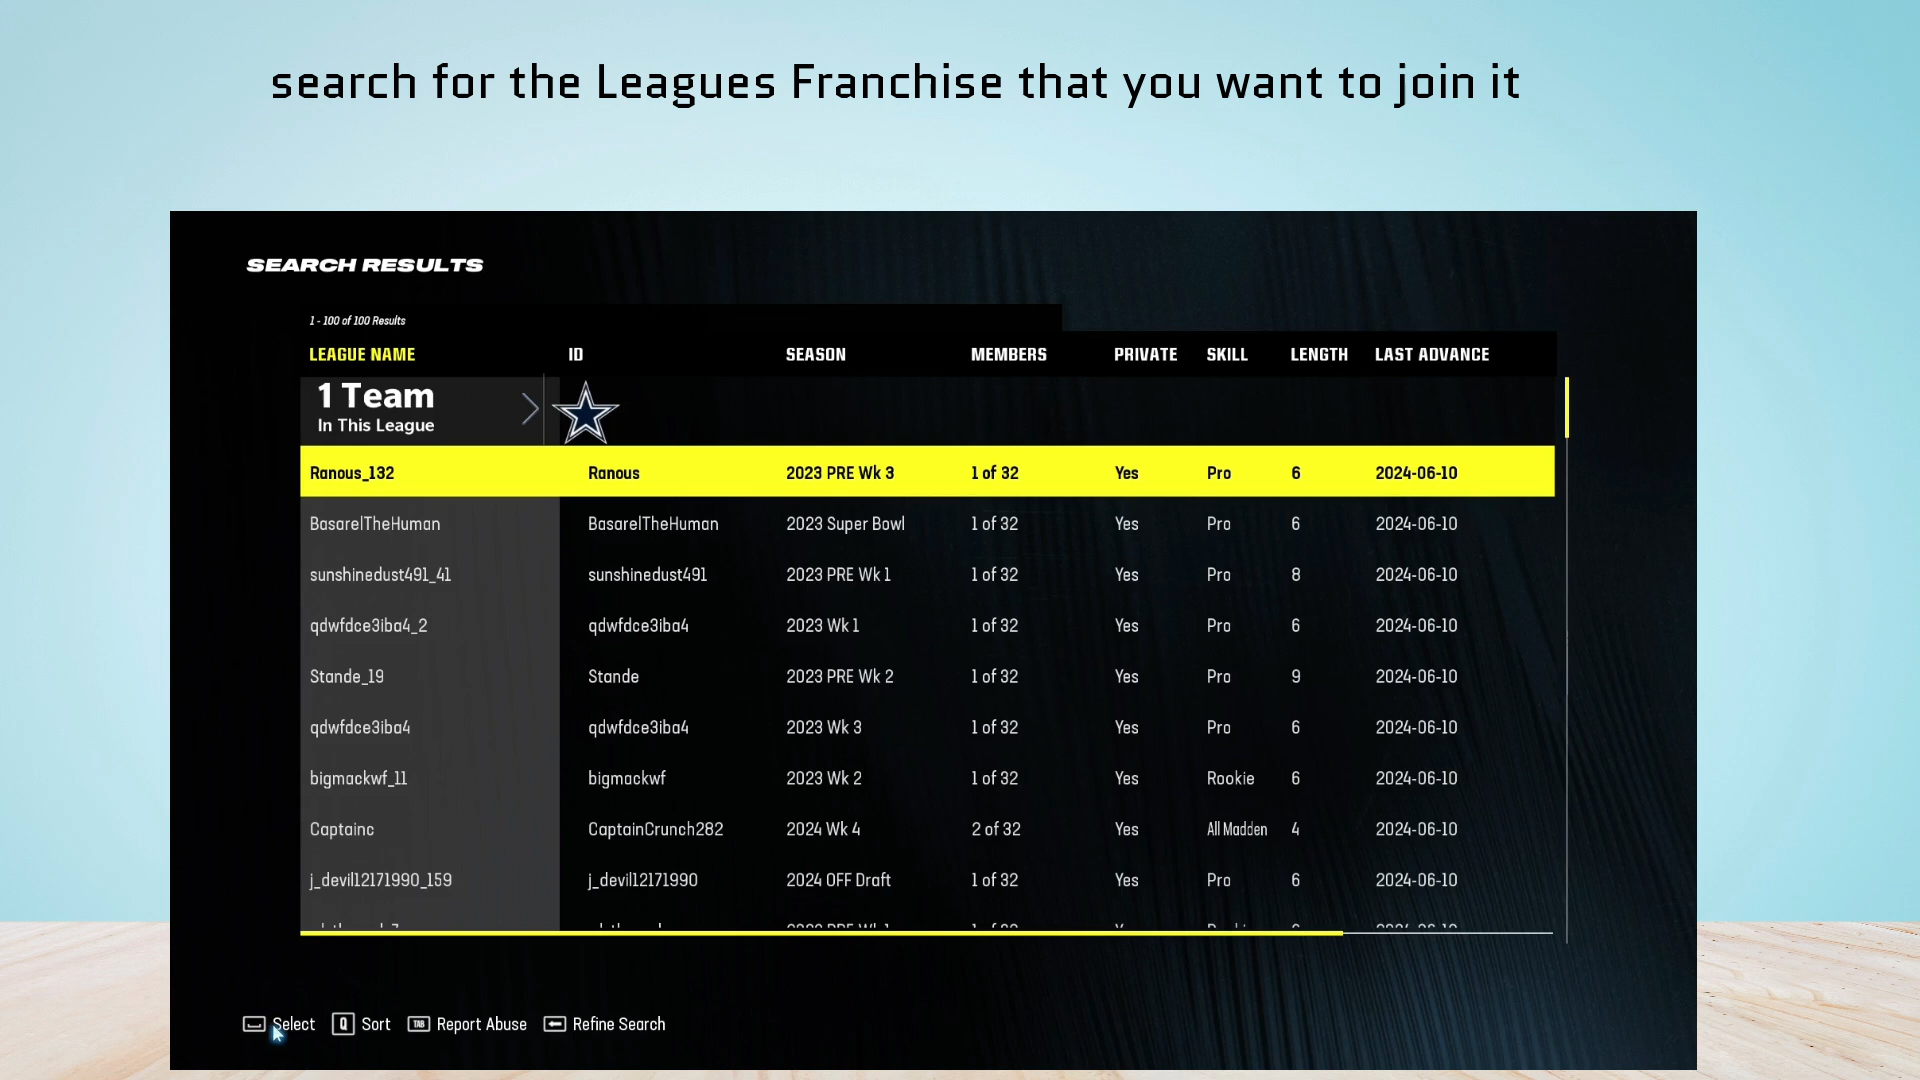 search for the Leagues Franchise that you want to join it
SEARCH RESULTS
1 - 100 of 100 Results
LEAGUE NAME ID SEASON MEMBERS PRIVATE SKILL LENGTH LAST ADVANCE
1 Team
In This League
Ranous_132 Ranous 2023 PRE Wk 3 1 of 32 Yes Pro 6 2024-06-10
BasarelTheHuman BasarelTheHuman 2023 Super Bowl 1 of 32 Yes Pro 6 2024-06-10
sunshinedust491_41 sunshinedust491 2023 PRE Wk 1 1 of 32 Yes Pro 8 2024-06-10
qdwfdce3iba4_2 qdwfdce3iba4 2023 Wk 1 1 of 32 Yes Pro 6 2024-06-10
Stande_19 Stande 2023 PRE Wk 2 1 of 32 Yes Pro 9 2024-06-10
qdwfdce3iba4 qdwfdce3iba4 2023 Wk 3 1 of 32 Yes Pro 6 2024-06-10
bigmackwf_11 bigmackwf 2023 Wk 2 1 of 32 Yes Rookie 6 2024-06-10
Captainc CaptainCrunch282 2024 Wk 4 2 of 32 Yes All Madden 4 2024-06-10
j_devil12171990_159 j_devil12171990 2024 OFF Draft 1 of 32 Yes Pro 6 2024-06-10
Select Q Sort TAB Report Abuse Refine Search